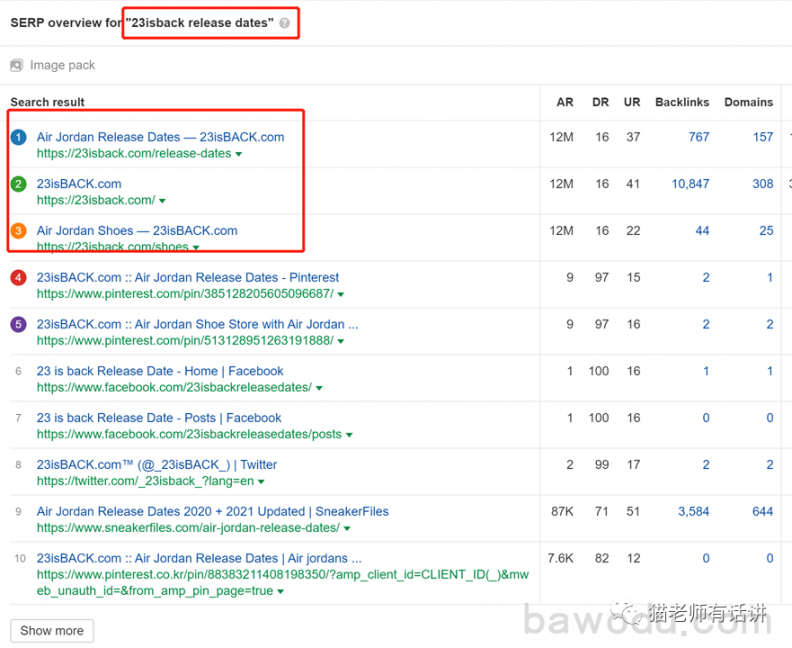 SERP overview for "23isback release dates" ?
Image pack
Search result AR DR UR Backlinks Domains
1 Air Jordan Release Dates — 23isBACK.com 12M 16 37 767 157
https://23isback.com/release-dates
2 23isBACK.com 12M 16 41 10,847 308
https://23isback.com/
3 Air Jordan Shoes — 23isBACK.com 12M 16 22 44 25
https://23isback.com/shoes
4 23isBACK.com :: Air Jordan Release Dates - Pinterest 9 97 15 2 1
https://www.pinterest.com/pin/385128205605096687/
5 23isBACK.com :: Air Jordan Shoe Store with Air Jordan ... 9 97 16 2 2
https://www.pinterest.com/pin/513128951263191888/
6 23 is back Release Date - Home | Facebook 1 100 16 1 1
https://www.facebook.com/23isbackreleasedates/
7 23 is back Release Date - Posts | Facebook 1 100 16 0 0
https://www.facebook.com/23isbackreleasedates/posts
8 23isBACK.com™ (@_23isBACK_) | Twitter 2 99 17 2 2
https://twitter.com/_23isback_?lang=en
9 Air Jordan Release Dates 2020 + 2021 Updated | SneakerFiles 87K 71 51 3,584 644
https://www.sneakerfiles.com/air-jordan-release-dates/
10 23isBACK.com :: Air Jordan Release Dates | Air jordans ... 7.6K 82 12 0 0
https://www.pinterest.co.kr/pin/88383211408198350/?amp_client_id=CLIENT_ID(_)&mw
eb_unauth_id=&from_amp_pin_page=true
猫老师有话讲
bawodu.com
Show more